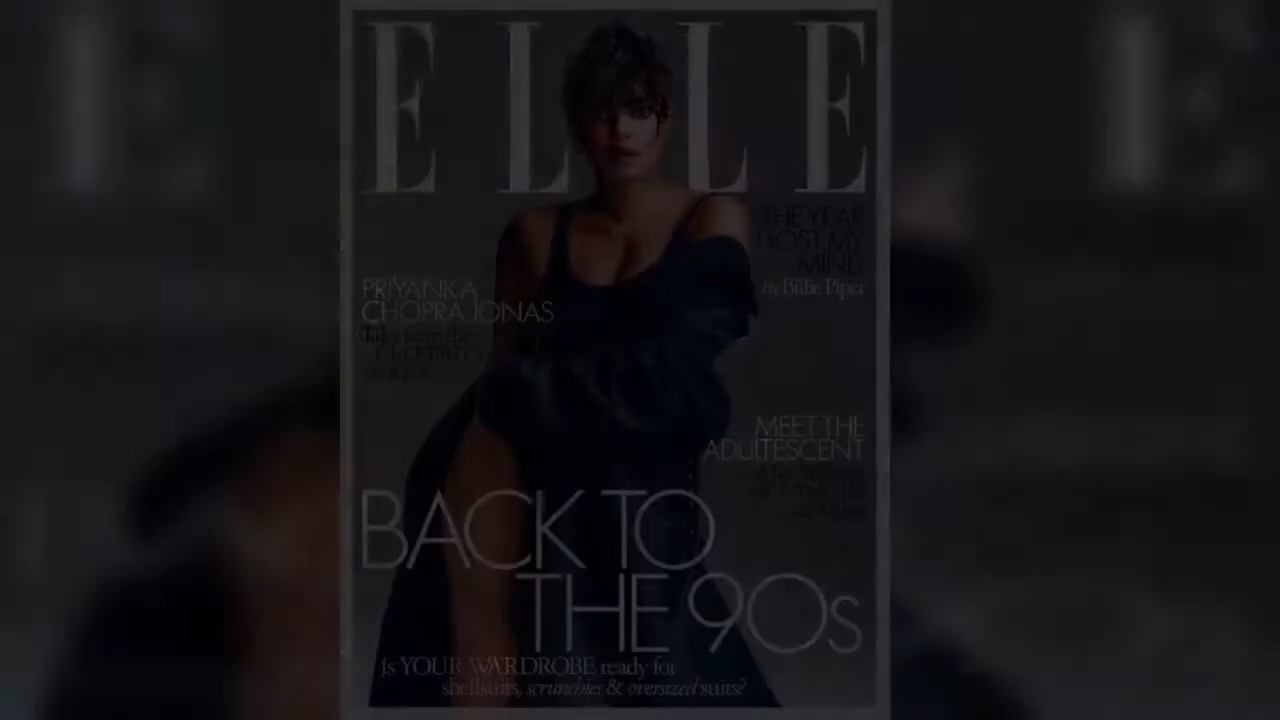 ELLE
THE YEAR
I LOST MY
MIND
By Billie Piper
PRIYANKA
CHOPRA JONAS
CELEBRITY
MEET THE
ADULTESCENT
BACK TO
THE 90s
Is YOUR WARDROBE ready for
shellsuits, scrunchies & oversized suits?